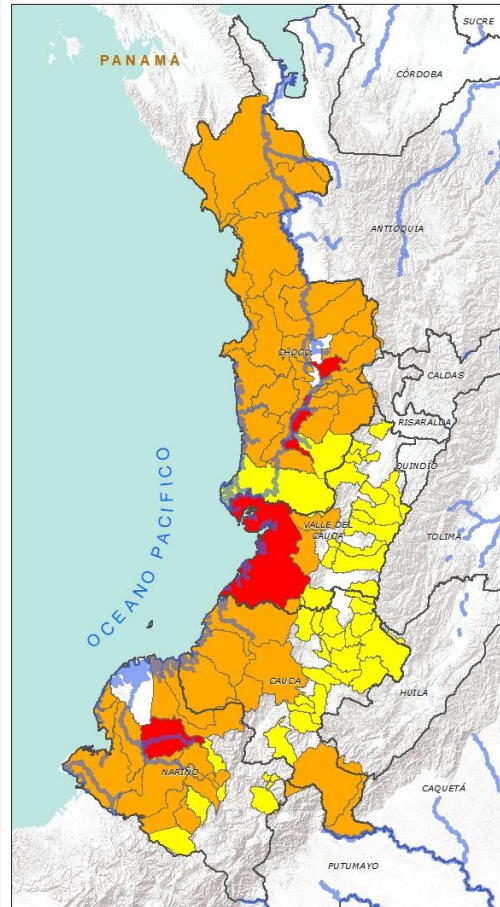 SUCRE
PANAMÁ
CÓRDOBA
ANTIOQUIA
CHOCÓ
CALDAS
RISARALDA
QUINDÍO
OCEANO PACIFICO
VALLE DEL
CAUCA
TOLIMA
CAUCA
HUILA
NARIÑO
CAQUETÁ
PUTUMAYO